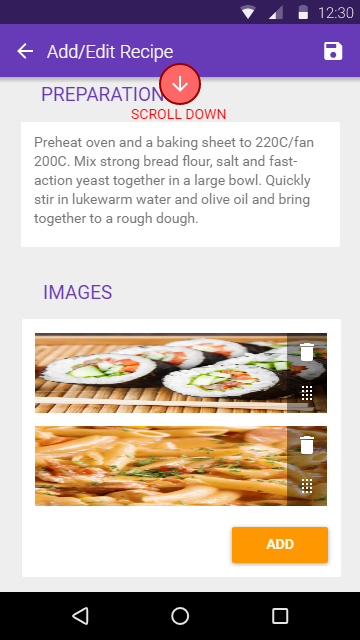 12:30
Add/Edit Recipe
PREPARATION
SCROLL DOWN
Preheat oven and a baking sheet to 220C/fan
200C. Mix strong bread flour, salt and fast-
action yeast together in a large bowl. Quickly
stir in lukewarm water and olive oil and bring
together to a rough dough.
IMAGES
ADD